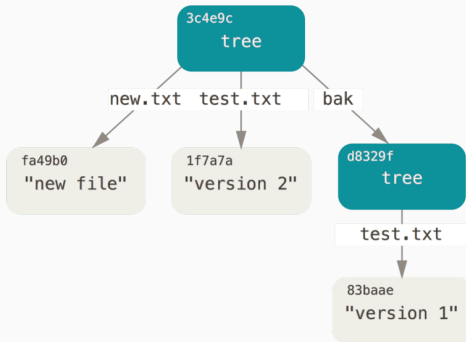 3c4e9c
tree
new.txt test.txt bak
fa49b0
"new file"
1f7a7a
"version 2"
d8329f
tree
test.txt
83baae
"version 1"